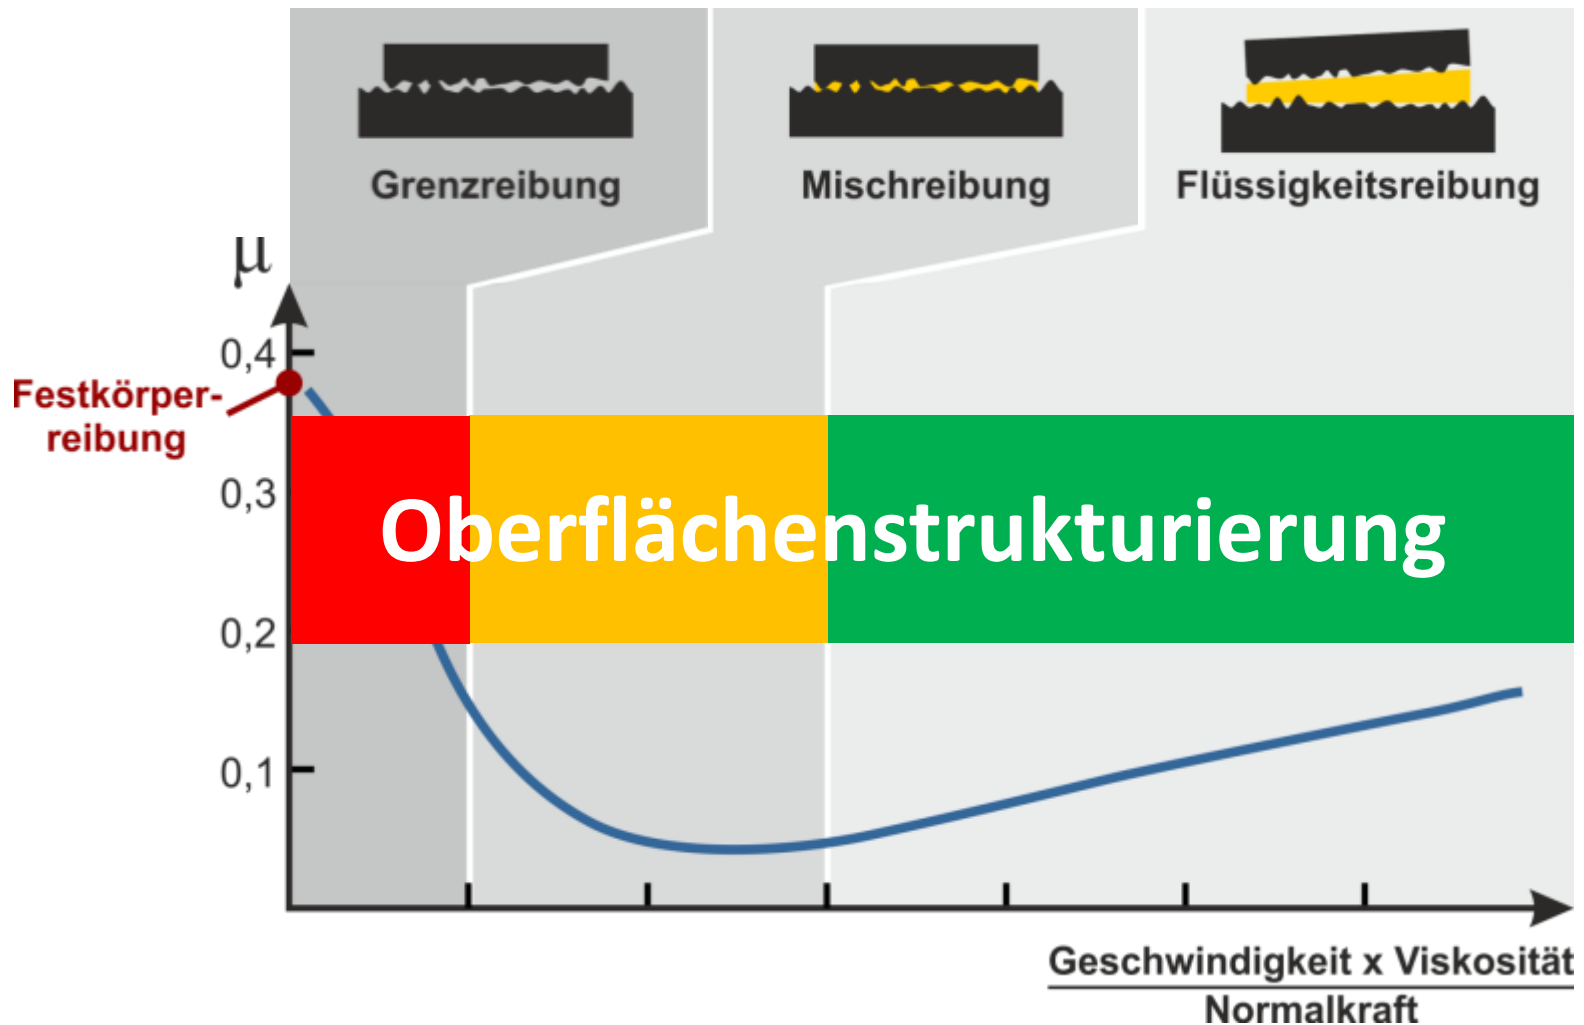 Grenzreibung
Mischreibung
Flüssigkeitsreibung
μ
0,4
Festkörper-
reibung
0,3
Oberflächenstrukturierung
0,2
0,1
Geschwindigkeit x Viskosität
Normalkraft